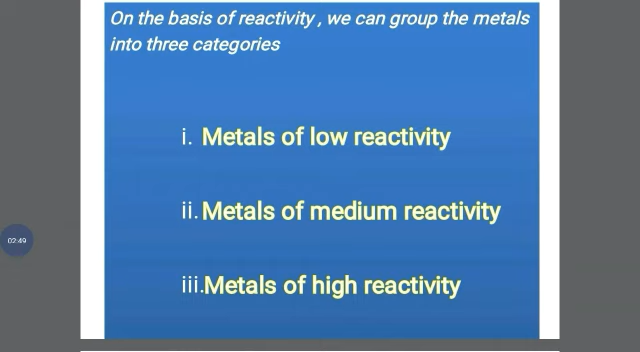 On the basis of reactivity, we can group the metals
into three categories
i. Metals of low reactivity
ii. Metals of medium reactivity
iii. Metals of high reactivity
02:49